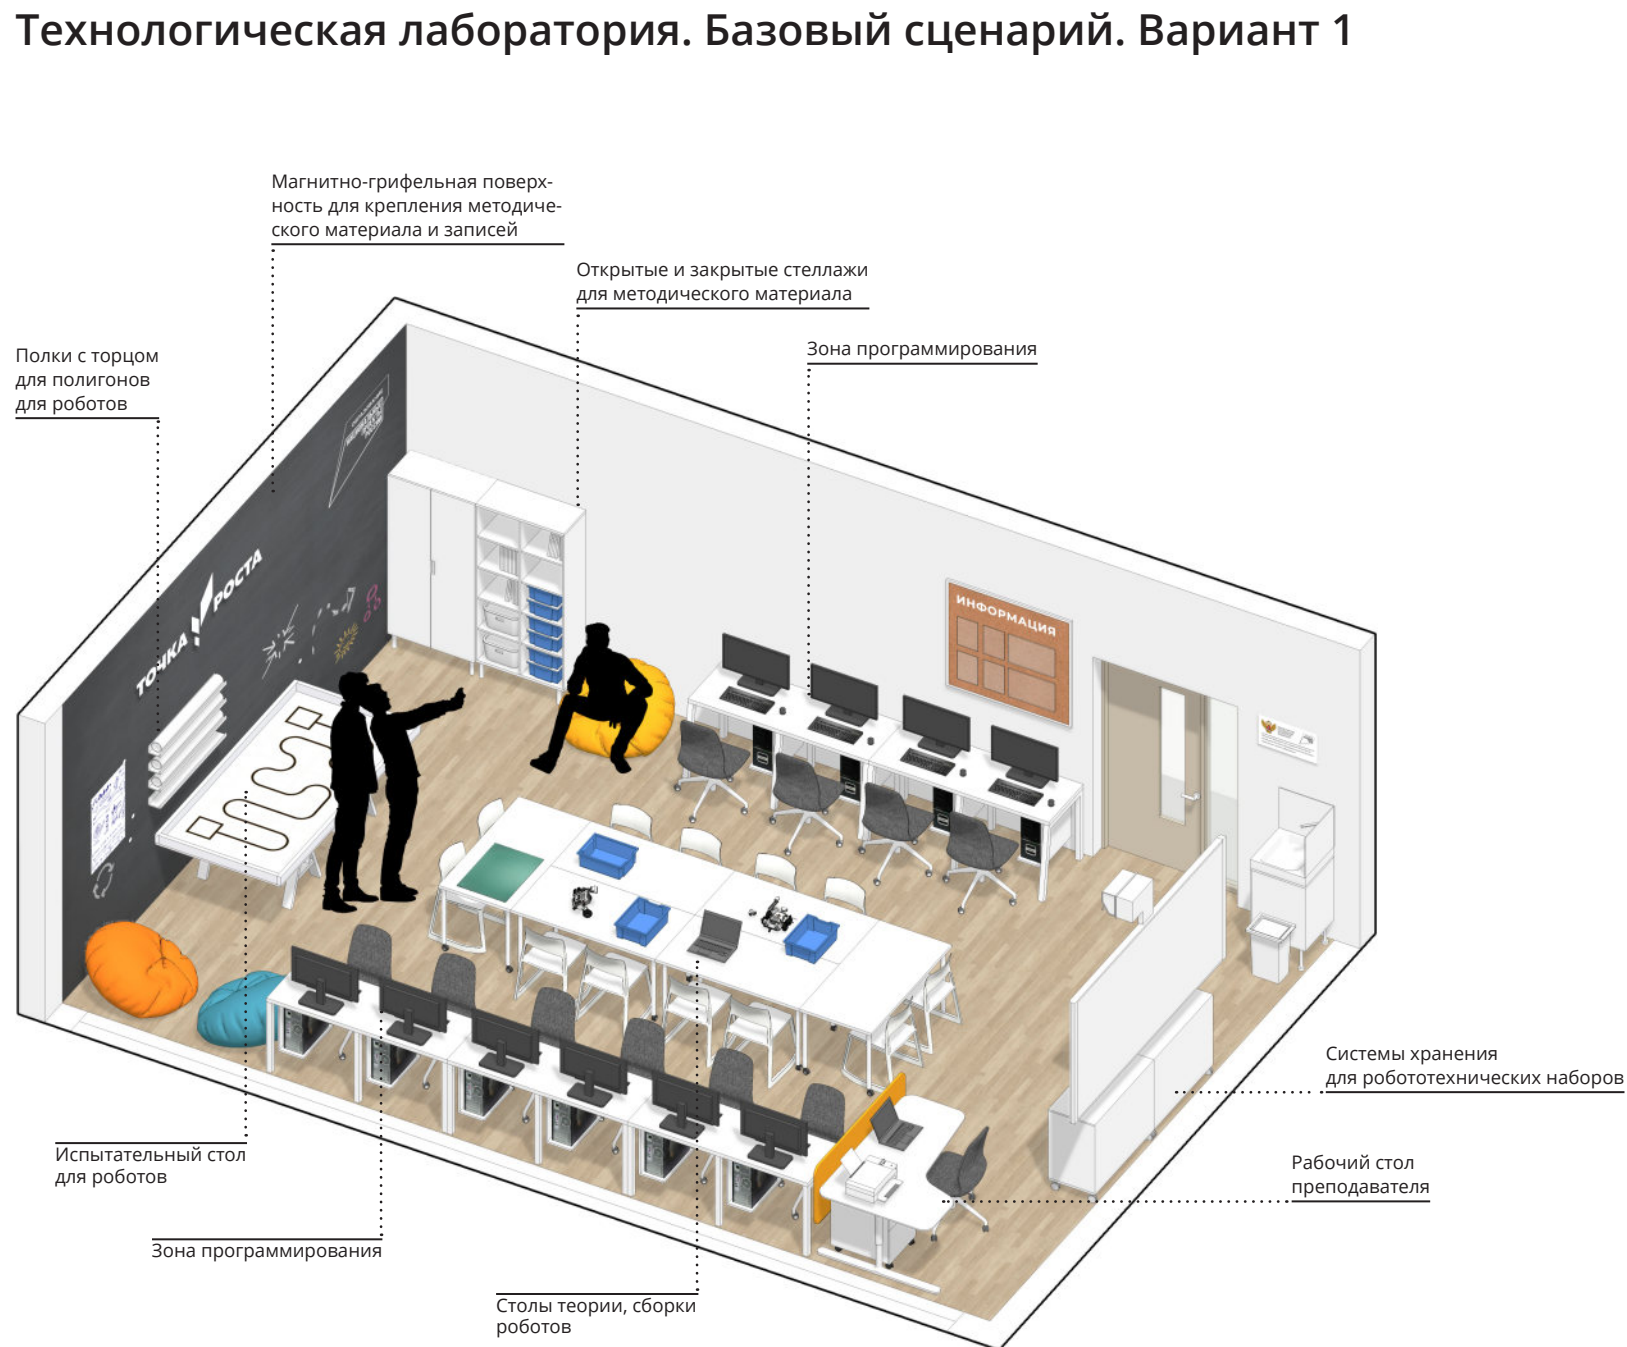 Технологическая лаборатория. Базовый сценарий. Вариант 1
Магнитно-грифельная поверх-
ность для крепления методиче-
ского материала и записей
Открытые и закрытые стеллажи
для методического материала
Зона программирования
Полки с торцом
для полигонов
для роботов
ТОЧКА РОСТА
ИНФОРМАЦИЯ
Системы хранения
для робототехнических наборов
Испытательный стол
для роботов
Рабочий стол
преподавателя
Зона программирования
Столы теории, сборки
роботов